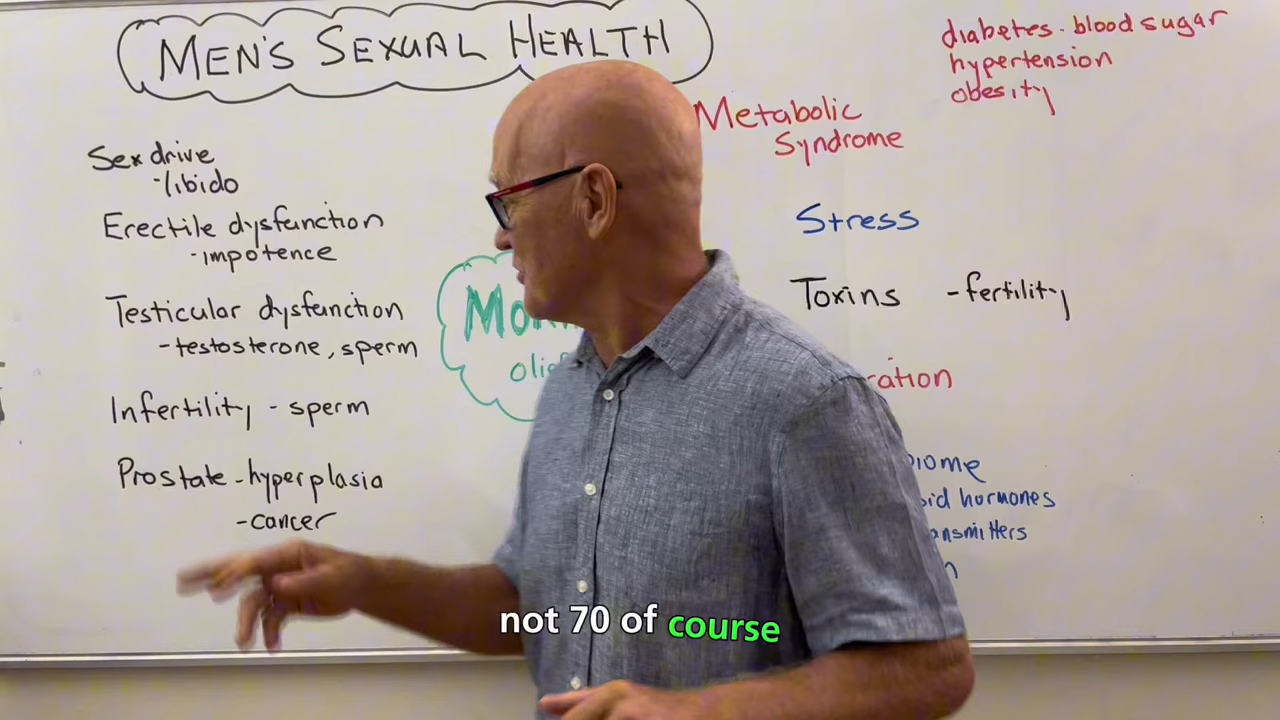 MEN'S SEXUAL HEALTH
Sex drive
-libido
Erectile dysfunction
-impotence
Testicular dysfunction
-testosterone, sperm
Infertility - sperm
Prostate - hyperplasia
-cancer
diabetes - blood sugar
hypertension
obesity
Metabolic
Syndrome
Stress
Toxins - fertility
hormones
not 70 of course